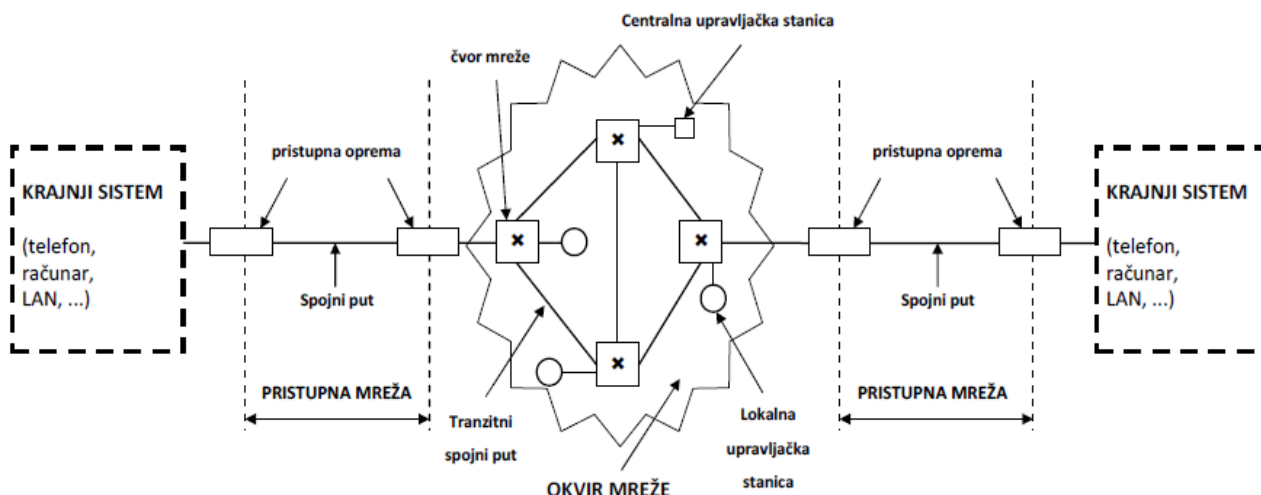 Centralna upravljačka stanica
čvor mreže
pristupna oprema
pristupna oprema
KRAJNJI SISTEM
(telefon,
računar,
LAN, ...)
KRAJNJI SISTEM
(telefon,
računar,
LAN, ...)
Spojni put
Spojni put
PRISTUPNA MREŽA
PRISTUPNA MREŽA
Tranzitni
spojni put
Lokalna
upravljačka
stanica
OKVIR MREŽE